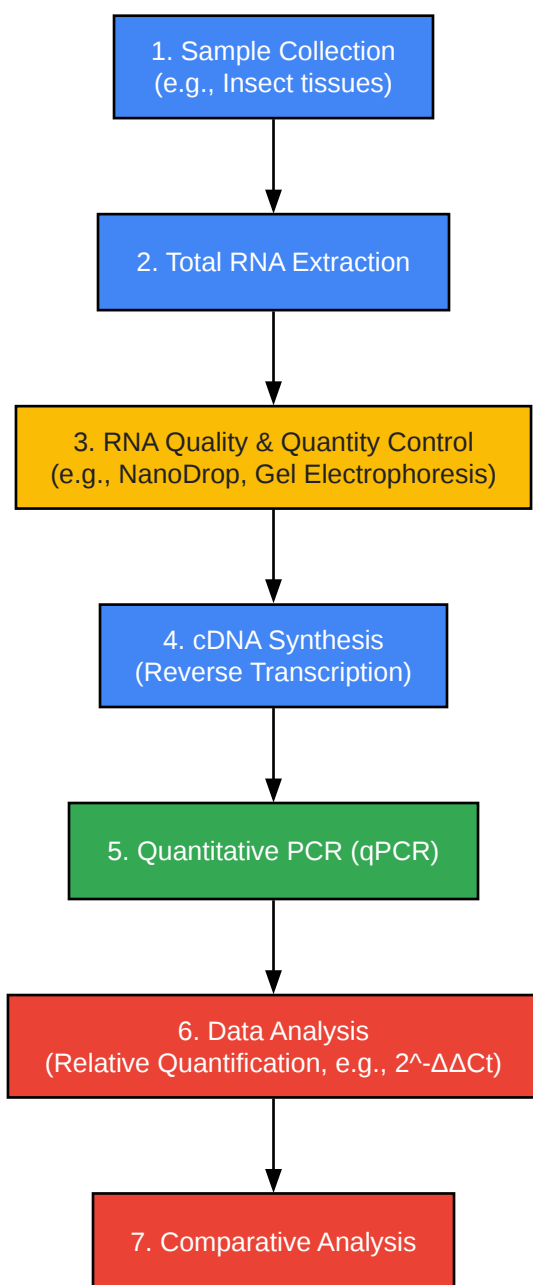 1. Sample Collection
(e.g., Insect tissues)
2. Total RNA Extraction
3. RNA Quality & Quantity Control
(e.g., NanoDrop, Gel Electrophoresis)
4. cDNA Synthesis
(Reverse Transcription)
5. Quantitative PCR (qPCR)
6. Data Analysis
(Relative Quantification, e.g., 2^-ΔΔCt)
7. Comparative Analysis